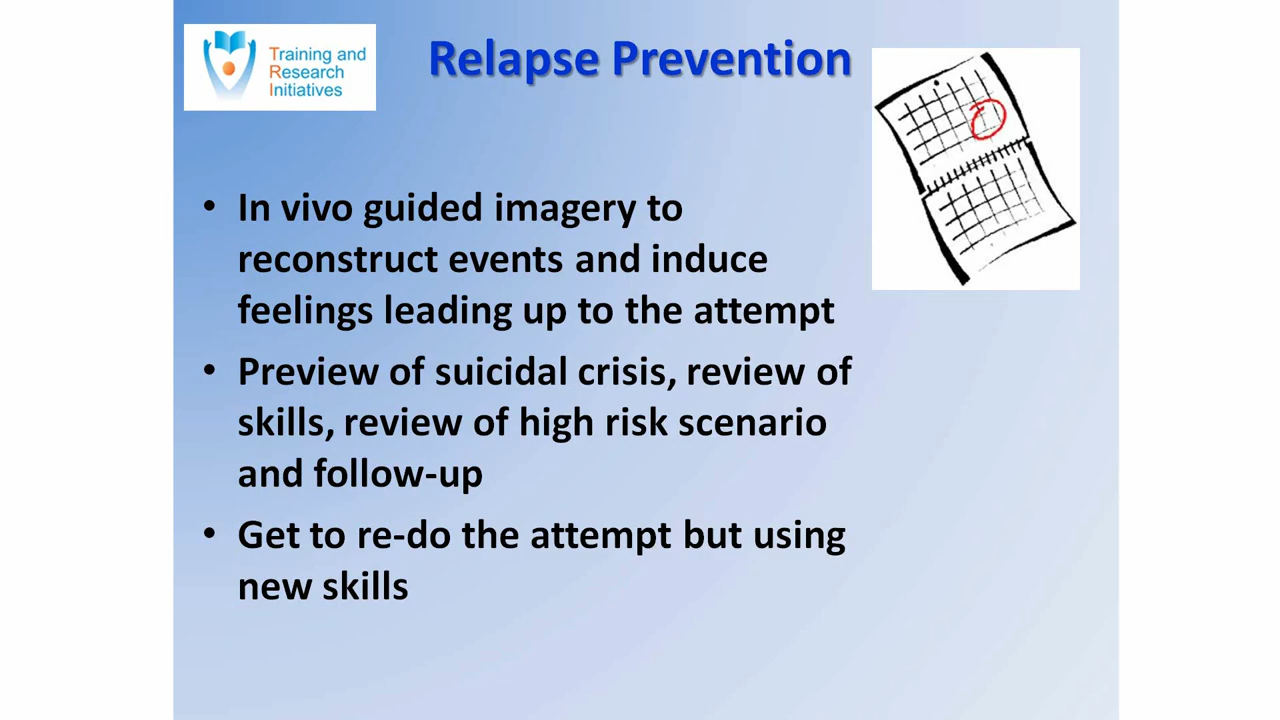 Training and
Research
Initiatives
Relapse Prevention
• In vivo guided imagery to
reconstruct events and induce
feelings leading up to the attempt
• Preview of suicidal crisis, review of
skills, review of high risk scenario
and follow-up
• Get to re-do the attempt but using
new skills